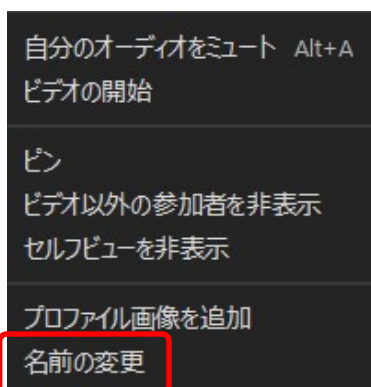 自分のオーディオをミュート Alt+A
ビデオの開始
ピン
ビデオ以外の参加者を非表示
セルフビューを非表示
プロファイル画像を追加
名前の変更